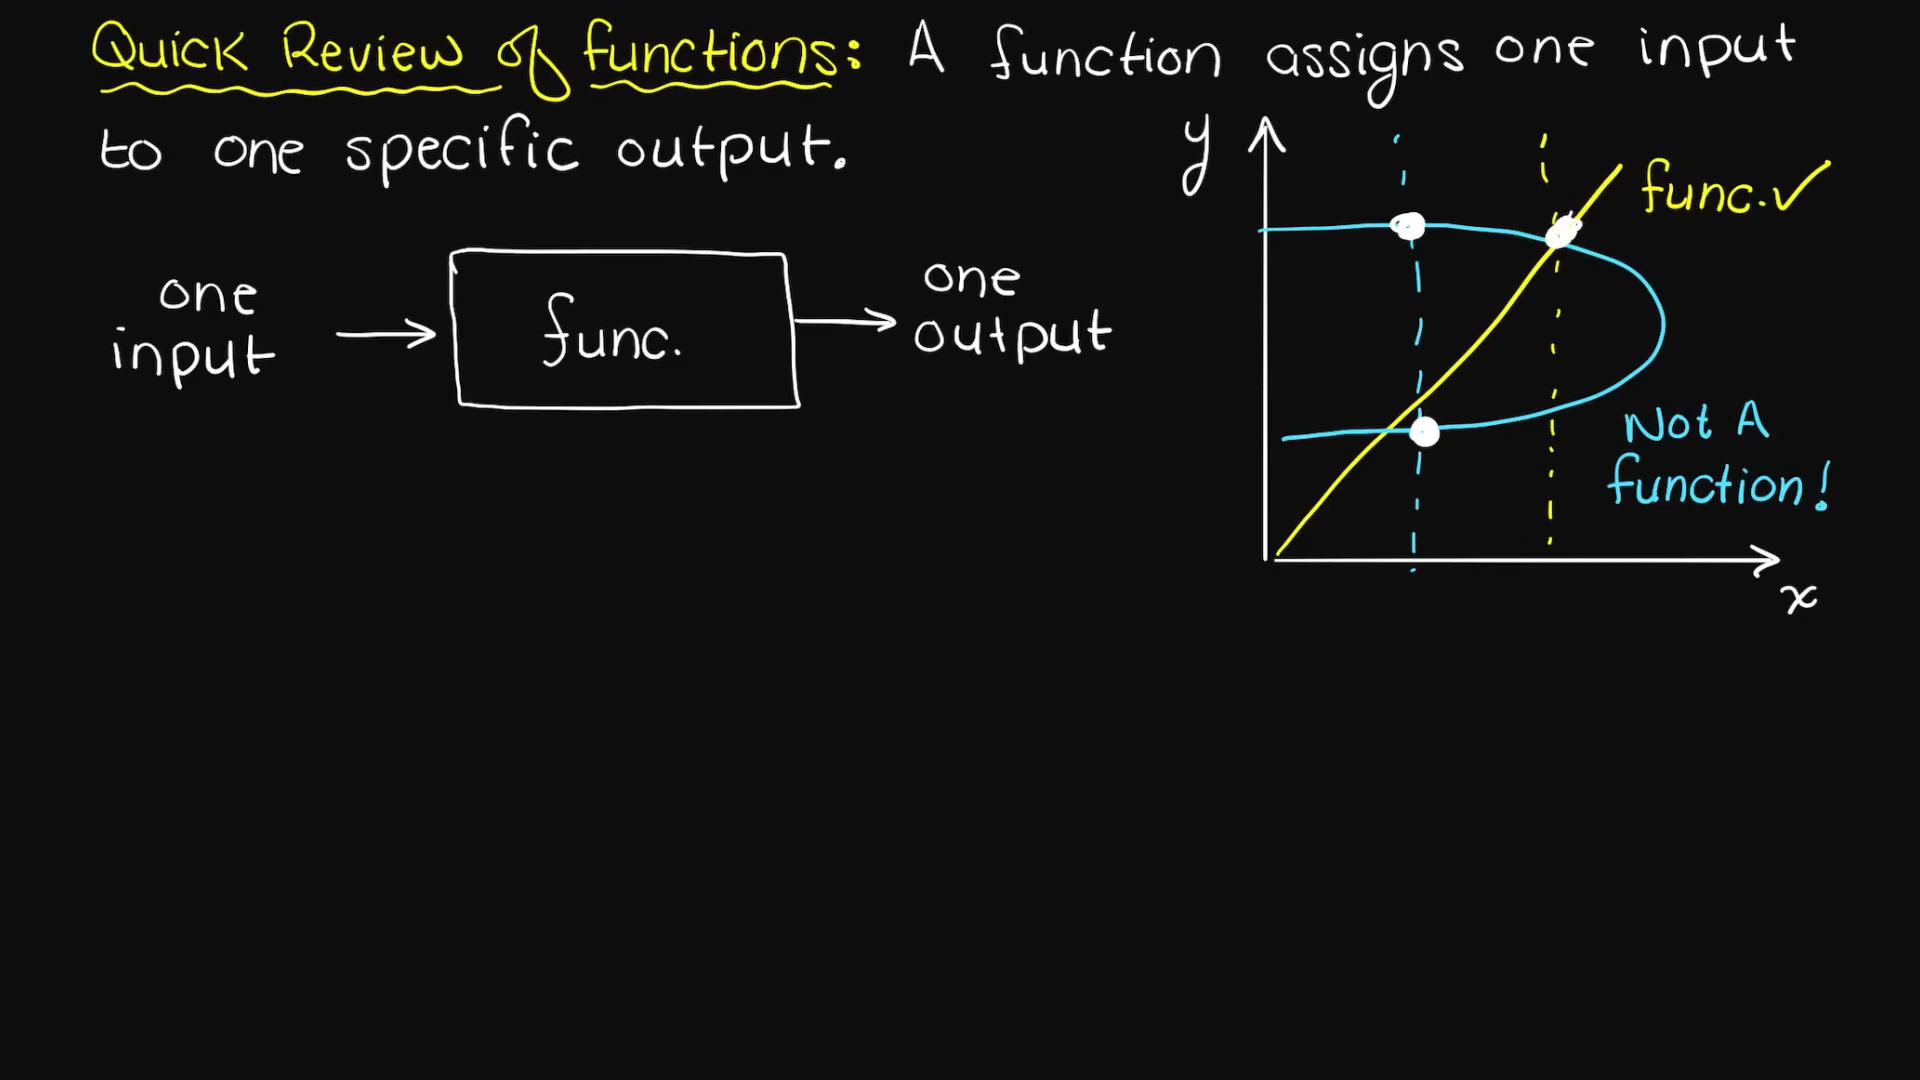 Quick Review of functions: A function assigns one input
to one specific output.
y
func.✓
one
input
func.
one
output
Not A
function!
x